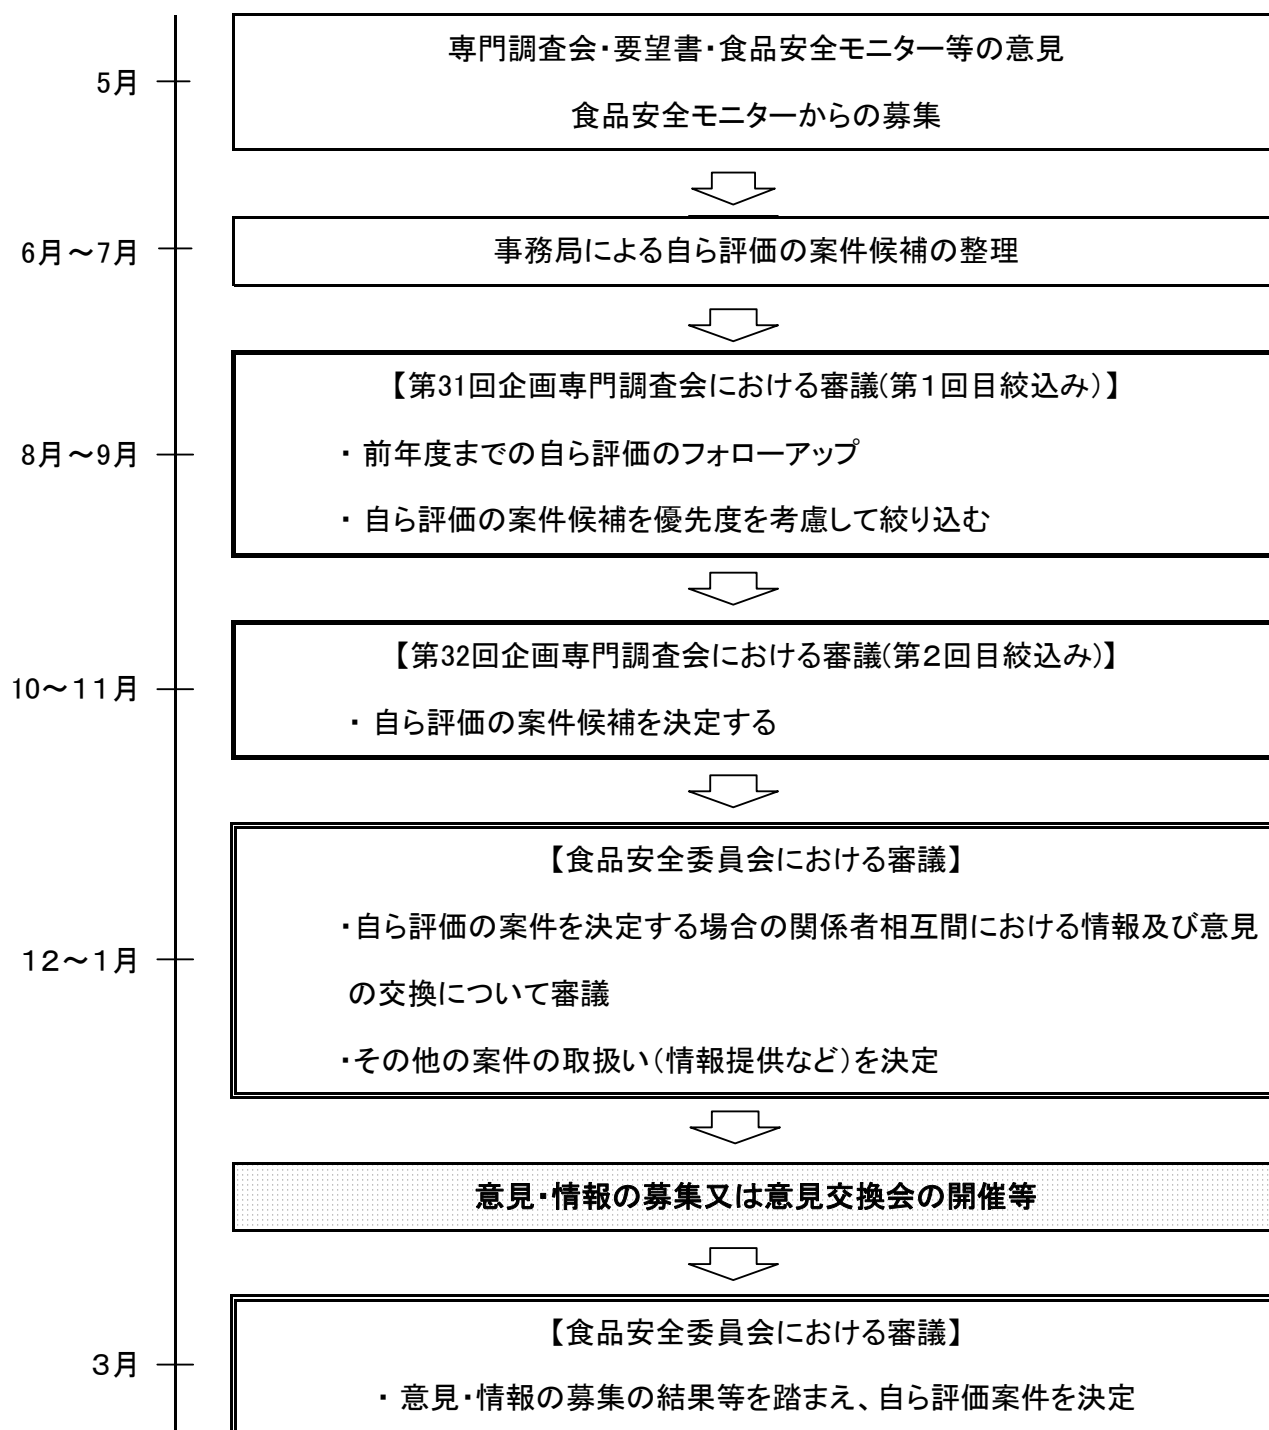 専門調査会・要望書・食品安全モニター等の意見
5月
食品安全モニターからの募集
6月～7月
事務局による自ら評価の案件候補の整理
【第31回企画専門調査会における審議(第１回目絞込み)】
8月～9月
・ 前年度までの自ら評価のフォローアップ
・ 自ら評価の案件候補を優先度を考慮して絞り込む
【第32回企画専門調査会における審議(第２回目絞込み)】
10～１１月
・ 自ら評価の案件候補を決定する
【食品安全委員会における審議】
・自ら評価の案件を決定する場合の関係者相互間における情報及び意見
１２～１月
の交換について審議
・その他の案件の取扱い（情報提供など）を決定
意見・情報の募集又は意見交換会の開催等
【食品安全委員会における審議】
３月
・ 意見・情報の募集の結果等を踏まえ、自ら評価案件を決定